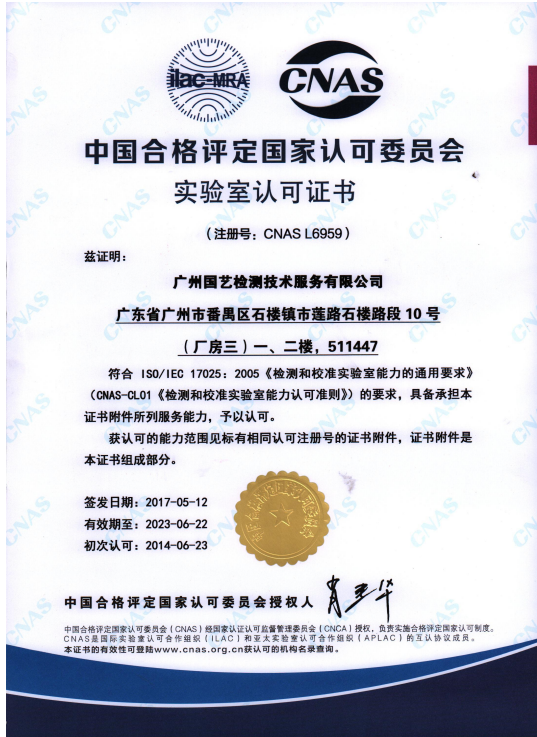 ilac-MRA
CNAS
中国合格评定国家认可委员会
实验室认可证书
（注册号：CNAS L6959）
兹证明：
广州国艺检测技术服务有限公司
广东省广州市番禺区石楼镇市莲路石楼路段 10 号
（厂房三）一、二楼，511447
符合 ISO/IEC 17025：2005《检测和校准实验室能力的通用要求》
（CNAS-CL01《检测和校准实验室能力认可准则》）的要求，具备承担本
证书附件所列服务能力，予以认可。
获认可的能力范围见标有相同认可注册号的证书附件，证书附件是
本证书组成部分。
签发日期：2017-05-12
有效期至：2023-06-22
初次认可：2014-06-23
中国合格评定国家认可委员会授权人
中国合格评定国家认可委员会（CNAS）经国家认证认可监督管理委员会（CNCA）授权，负责实施合格评定国家认可制度。
CNAS是国际实验室认可合作组织（ILAC）和亚太实验室认可合作组织（APLAC）的互认协议成员。
本证书的有效性可登陆www.cnas.org.cn获认可的机构名录查询。